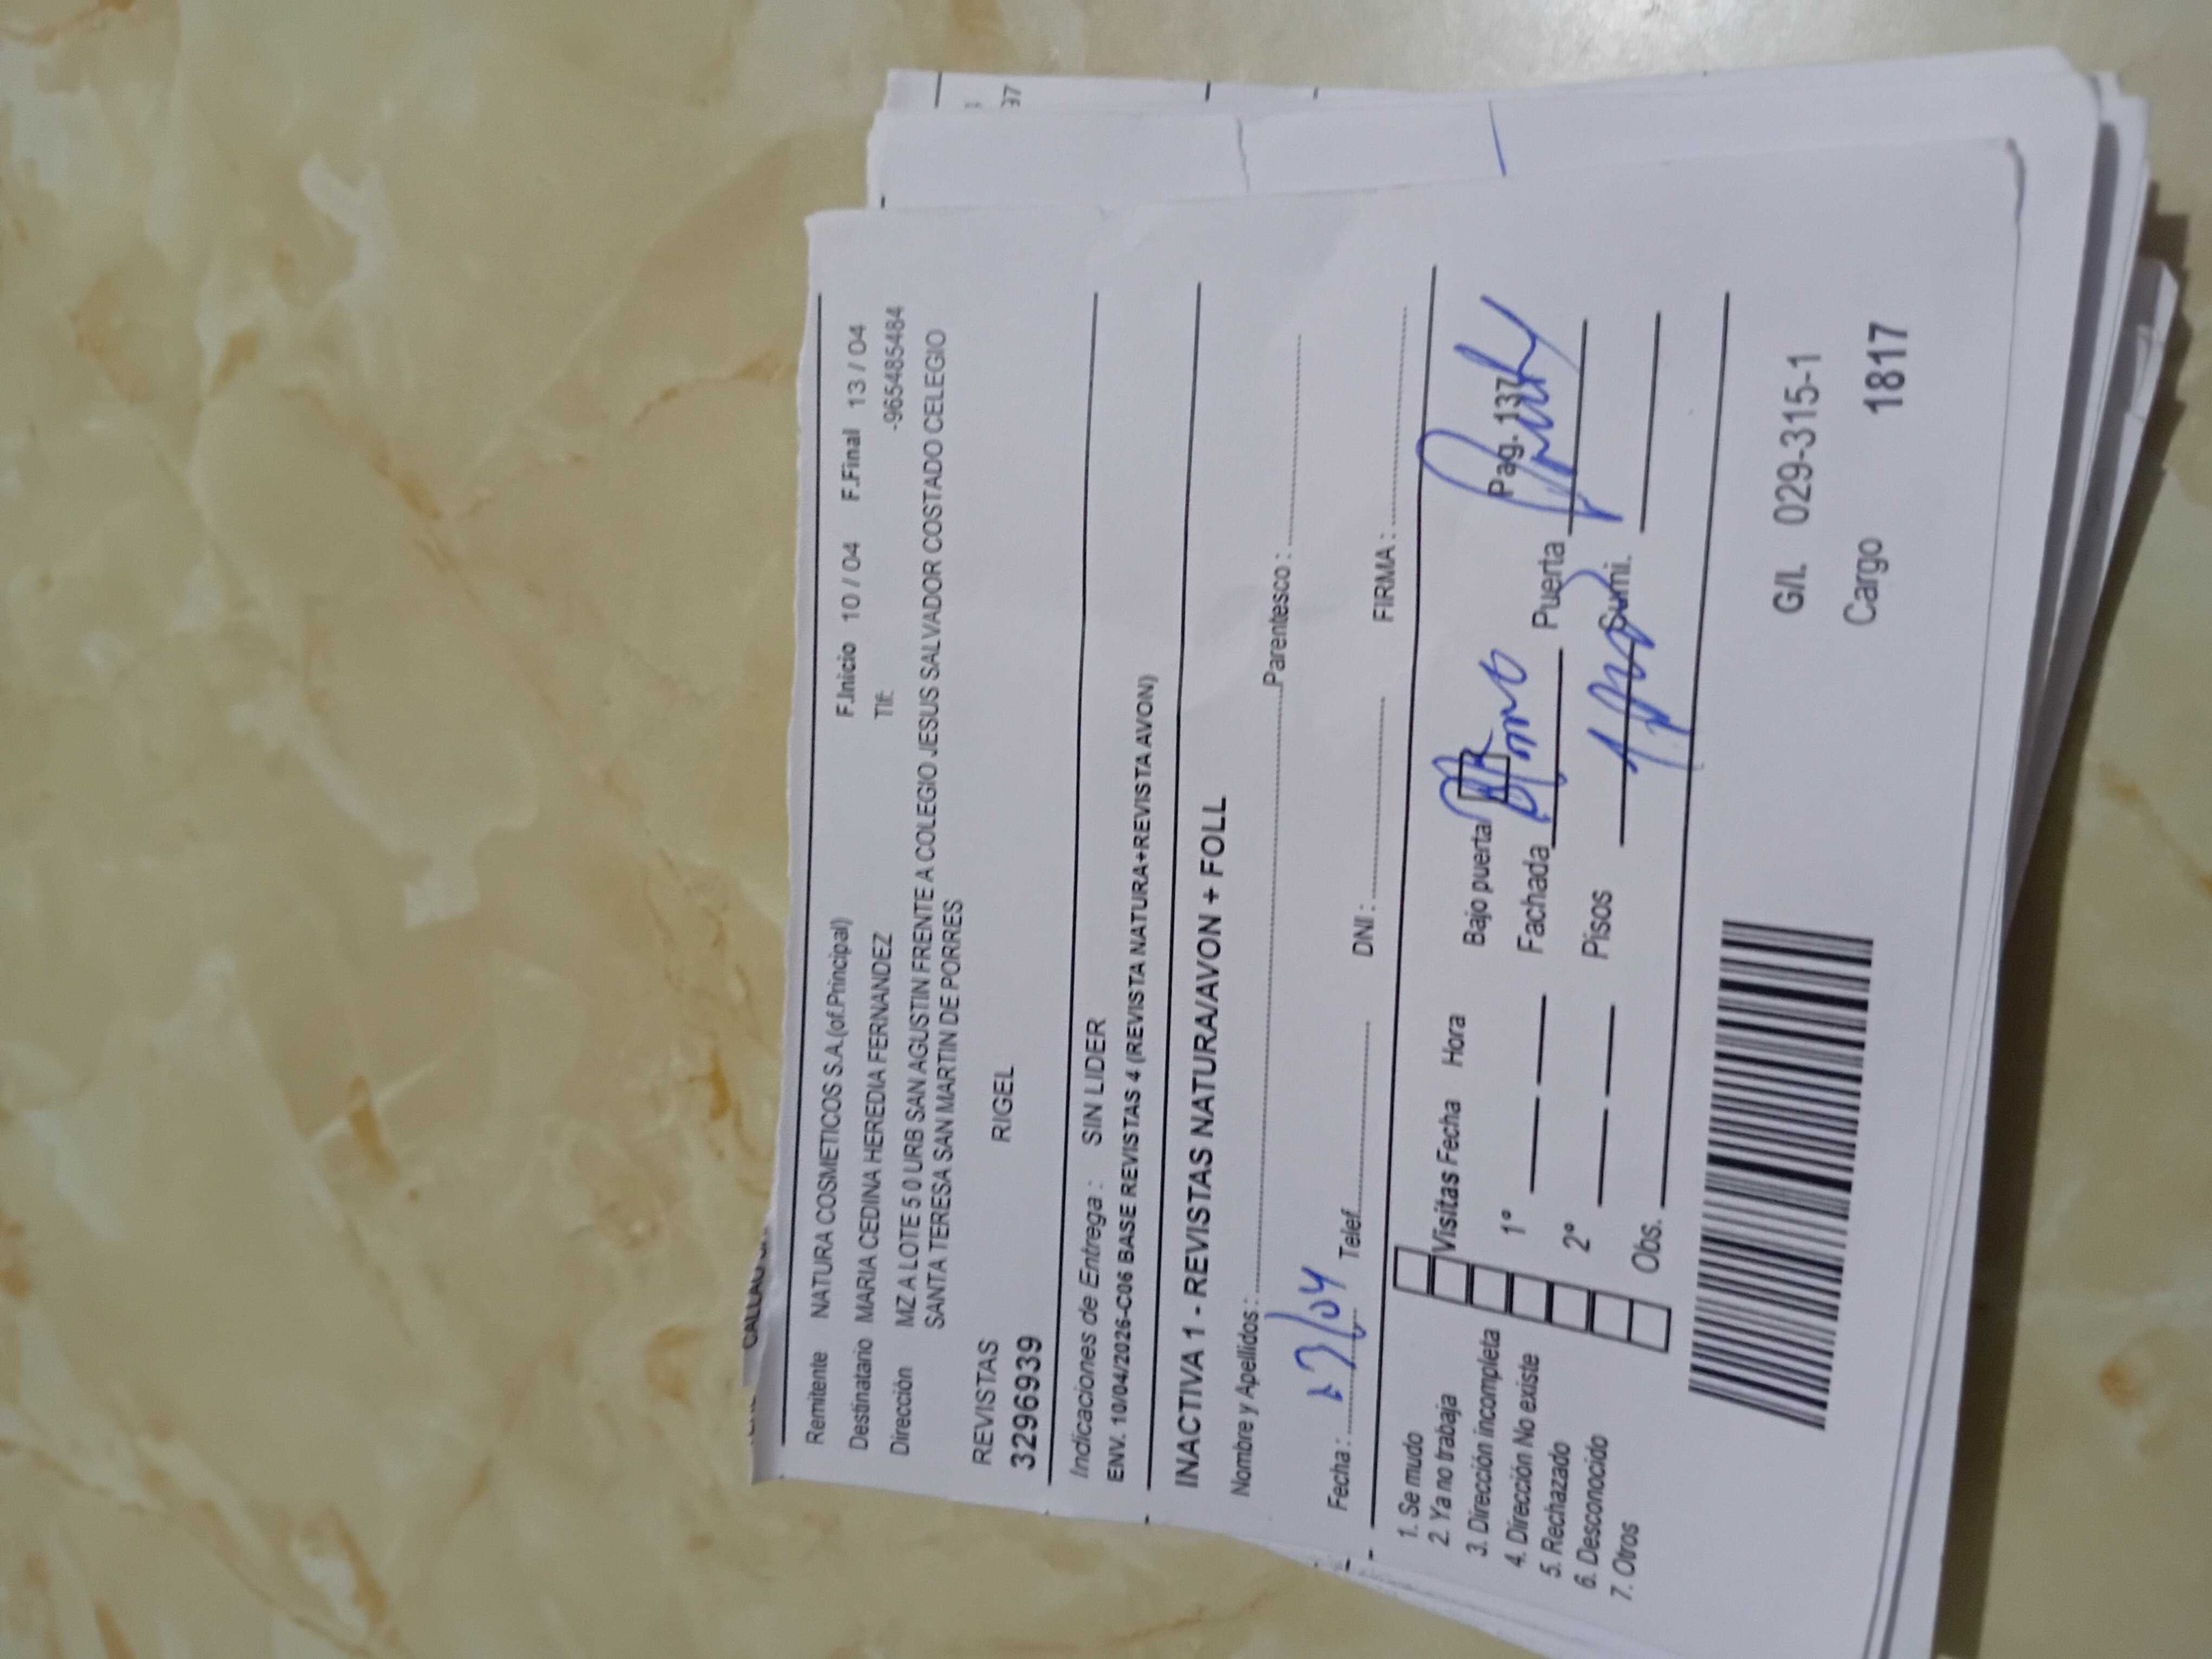 Remitente NATURA COSMETICOS S.A.(of.Principal)
F.Inicio 10 / 04 F.Final 13 / 04
Destinatario MARIA CEDINA HEREDIA FERNANDEZ
Tlf: -965485484
Dirección MZ A LOTE 5 0 URB SAN AGUSTIN FRENTE A COLEGIO JESUS SALVADOR COSTADO CELEGIO
SANTA TERESA SAN MARTIN DE PORRES
REVISTAS RIGEL
32969939
Indicaciones de Entrega : SIN LIDER
ENV. 10/04/2026-C06 BASE REVISTAS 4 (REVISTA NATURA+REVISTA AVON)
INACTIVA 1 - REVISTAS NATURA/AVON + FOLL
Nombre y Apellidos : Parentesco :
Fecha : Telef. DNI : FIRMA :
1. Se mudo
2. Ya no trabaja
3. Dirección incompleta
4. Dirección No existe
5. Rechazado
6. Desconocido
7. Otros
Visitas Fecha Hora Bajo puerta Pag- 137
1° Fachada Puerta
2° Pisos Sumi.
Obs.
G/L 029-315-1
Cargo 1817
37